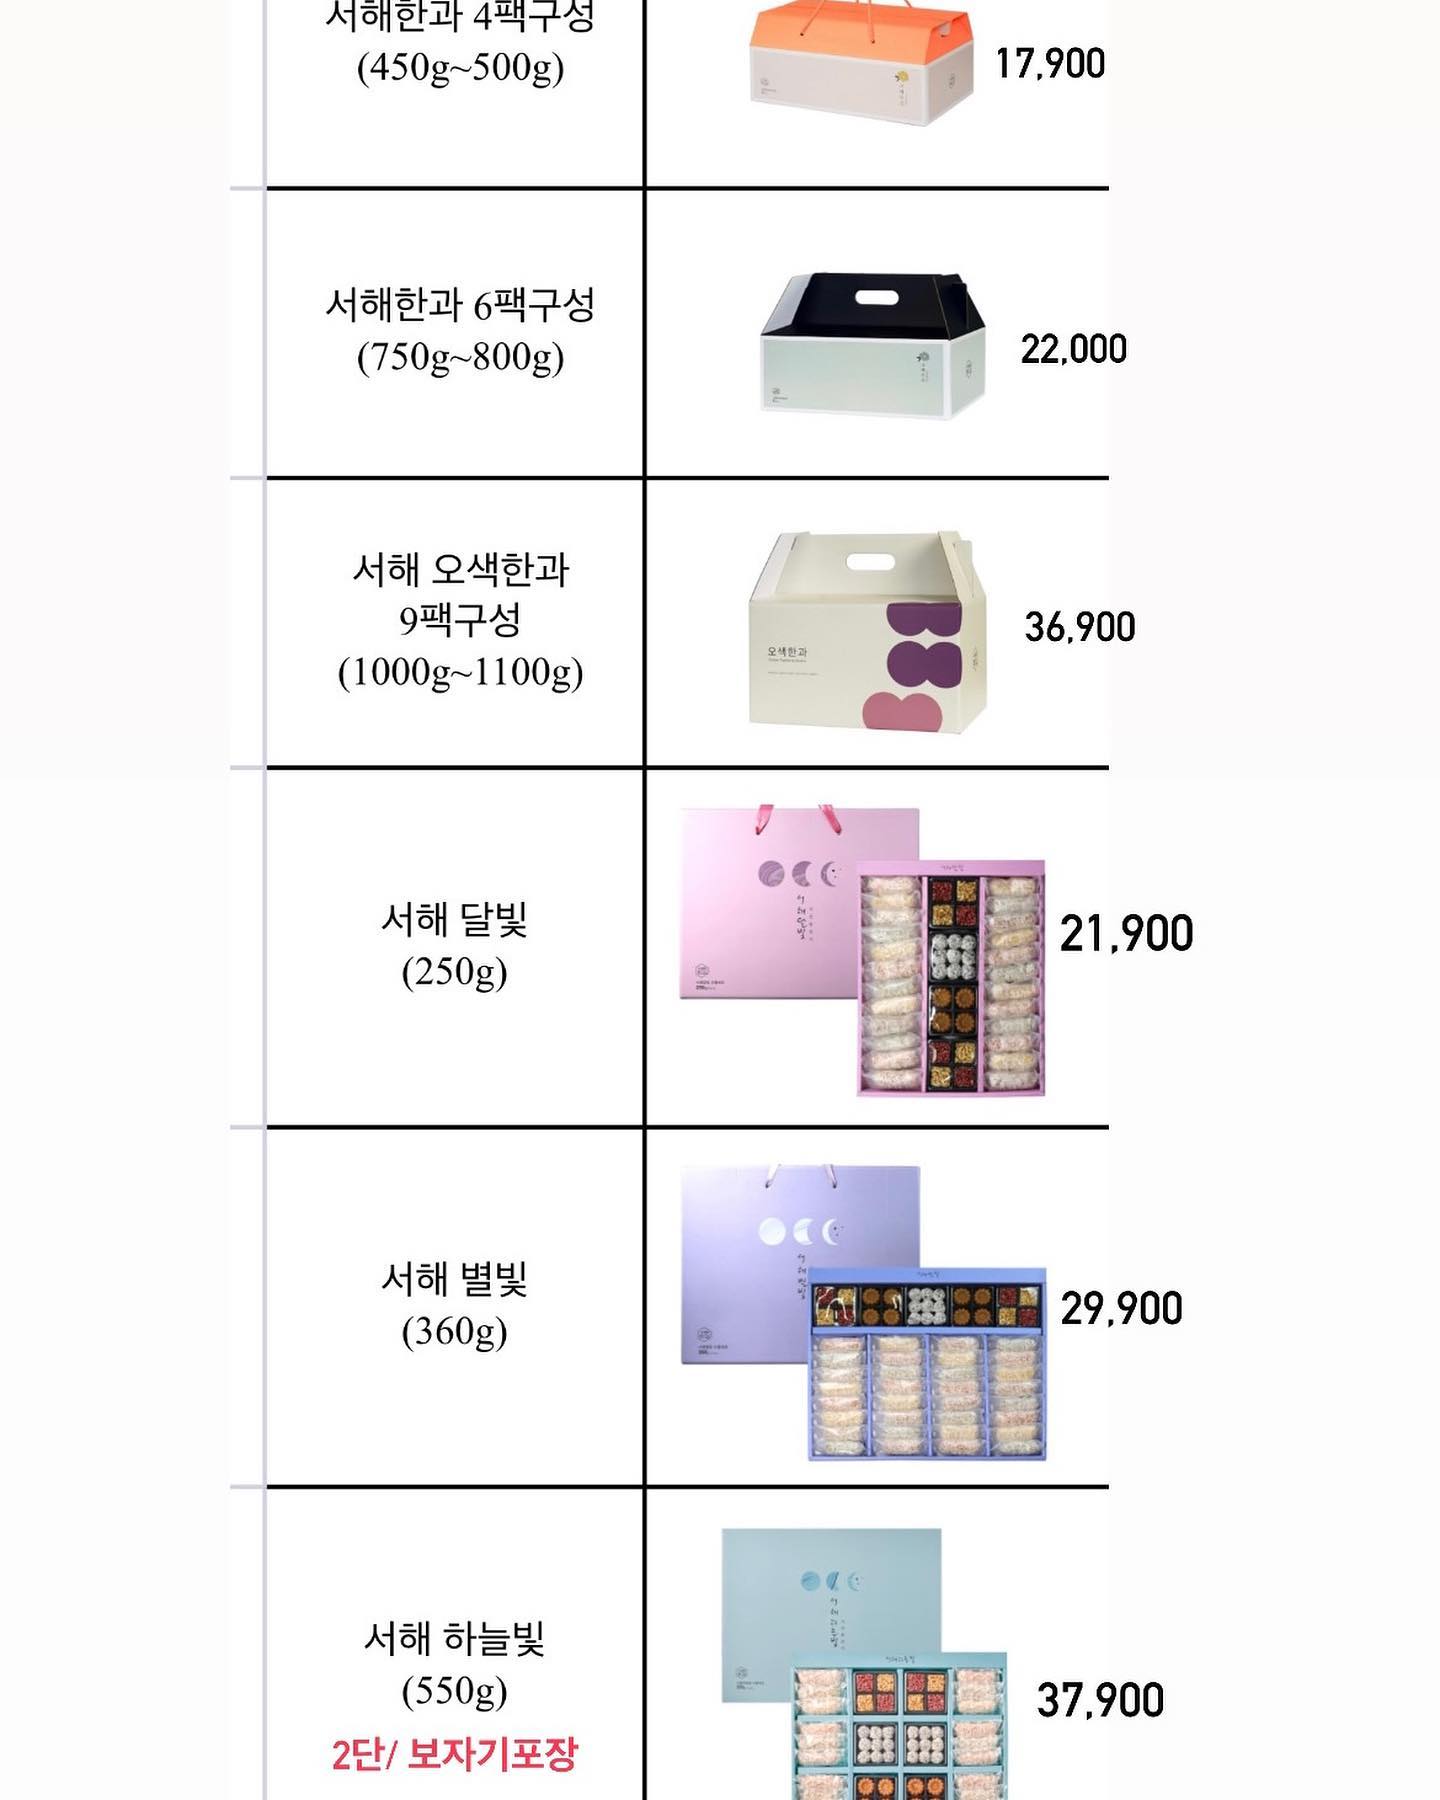 서해한과 4팩구성
(450g~500g)
17,900
서해한과 6팩구성
(750g~800g)
22,000
서해 오색한과
9팩구성
(1000g~1100g)
오색한과
36,900
서해 달빛
(250g)
21,900
서해 별빛
(360g)
29,900
서해 하늘빛
(550g)
2단/ 보자기포장
37,900